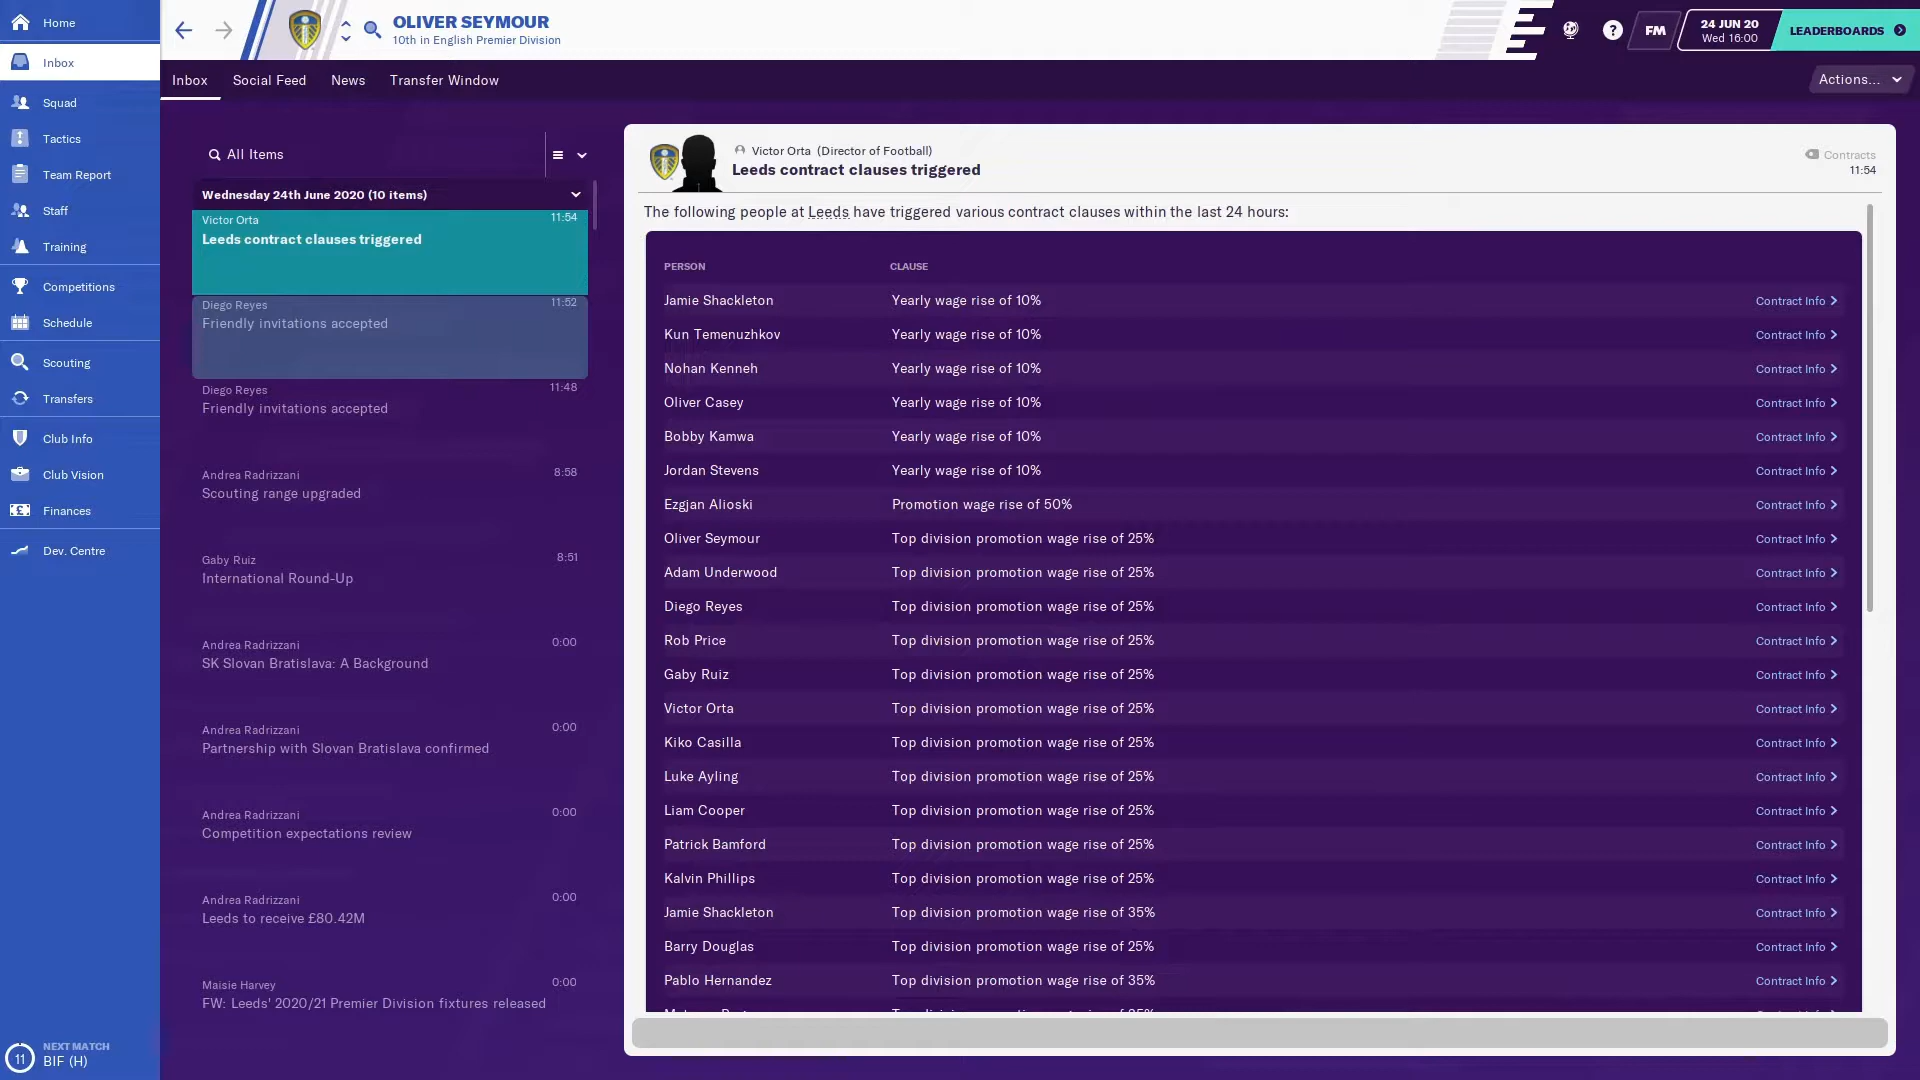 Home
Inbox
Squad
Tactics
Team Report
Staff
Training
Competitions
Schedule
Scouting
Transfers
Club Info
Club Vision
Finances
Dev. Centre
11
NEXT MATCH
BIF (H)
OLIVER SEYMOUR
10th in English Premier Division
?
FM
24 JUN 20
Wed 16:00
LEADERBOARDS
Inbox
Social Feed
News
Transfer Window
Actions...
All Items
Wednesday 24th June 2020 (10 items)
Victor Orta 11:54
Leeds contract clauses triggered
Diego Reyes 11:52
Friendly invitations accepted
Diego Reyes 11:48
Friendly invitations accepted
Andrea Radrizzani 8:58
Scouting range upgraded
Gaby Ruiz 8:51
International Round-Up
Andrea Radrizzani 0:00
SK Slovan Bratislava: A Background
Andrea Radrizzani 0:00
Partnership with Slovan Bratislava confirmed
Andrea Radrizzani 0:00
Competition expectations review
Andrea Radrizzani 0:00
Leeds to receive £80.42M
Maisie Harvey 0:00
FW: Leeds' 2020/21 Premier Division fixtures released
Victor Orta (Director of Football)
Leeds contract clauses triggered
Contracts
11:54
The following people at Leeds have triggered various contract clauses within the last 24 hours:
PERSON CLAUSE
Jamie Shackleton Yearly wage rise of 10% Contract Info
Kun Temenuzhkov Yearly wage rise of 10% Contract Info
Nohan Kenneh Yearly wage rise of 10% Contract Info
Oliver Casey Yearly wage rise of 10% Contract Info
Bobby Kamwa Yearly wage rise of 10% Contract Info
Jordan Stevens Yearly wage rise of 10% Contract Info
Ezgjan Alioski Promotion wage rise of 50% Contract Info
Oliver Seymour Top division promotion wage rise of 25% Contract Info
Adam Underwood Top division promotion wage rise of 25% Contract Info
Diego Reyes Top division promotion wage rise of 25% Contract Info
Rob Price Top division promotion wage rise of 25% Contract Info
Gaby Ruiz Top division promotion wage rise of 25% Contract Info
Victor Orta Top division promotion wage rise of 25% Contract Info
Kiko Casilla Top division promotion wage rise of 25% Contract Info
Luke Ayling Top division promotion wage rise of 25% Contract Info
Liam Cooper Top division promotion wage rise of 25% Contract Info
Patrick Bamford Top division promotion wage rise of 25% Contract Info
Kalvin Phillips Top division promotion wage rise of 25% Contract Info
Jamie Shackleton Top division promotion wage rise of 35% Contract Info
Barry Douglas Top division promotion wage rise of 25% Contract Info
Pablo Hernandez Top division promotion wage rise of 35% Contract Info